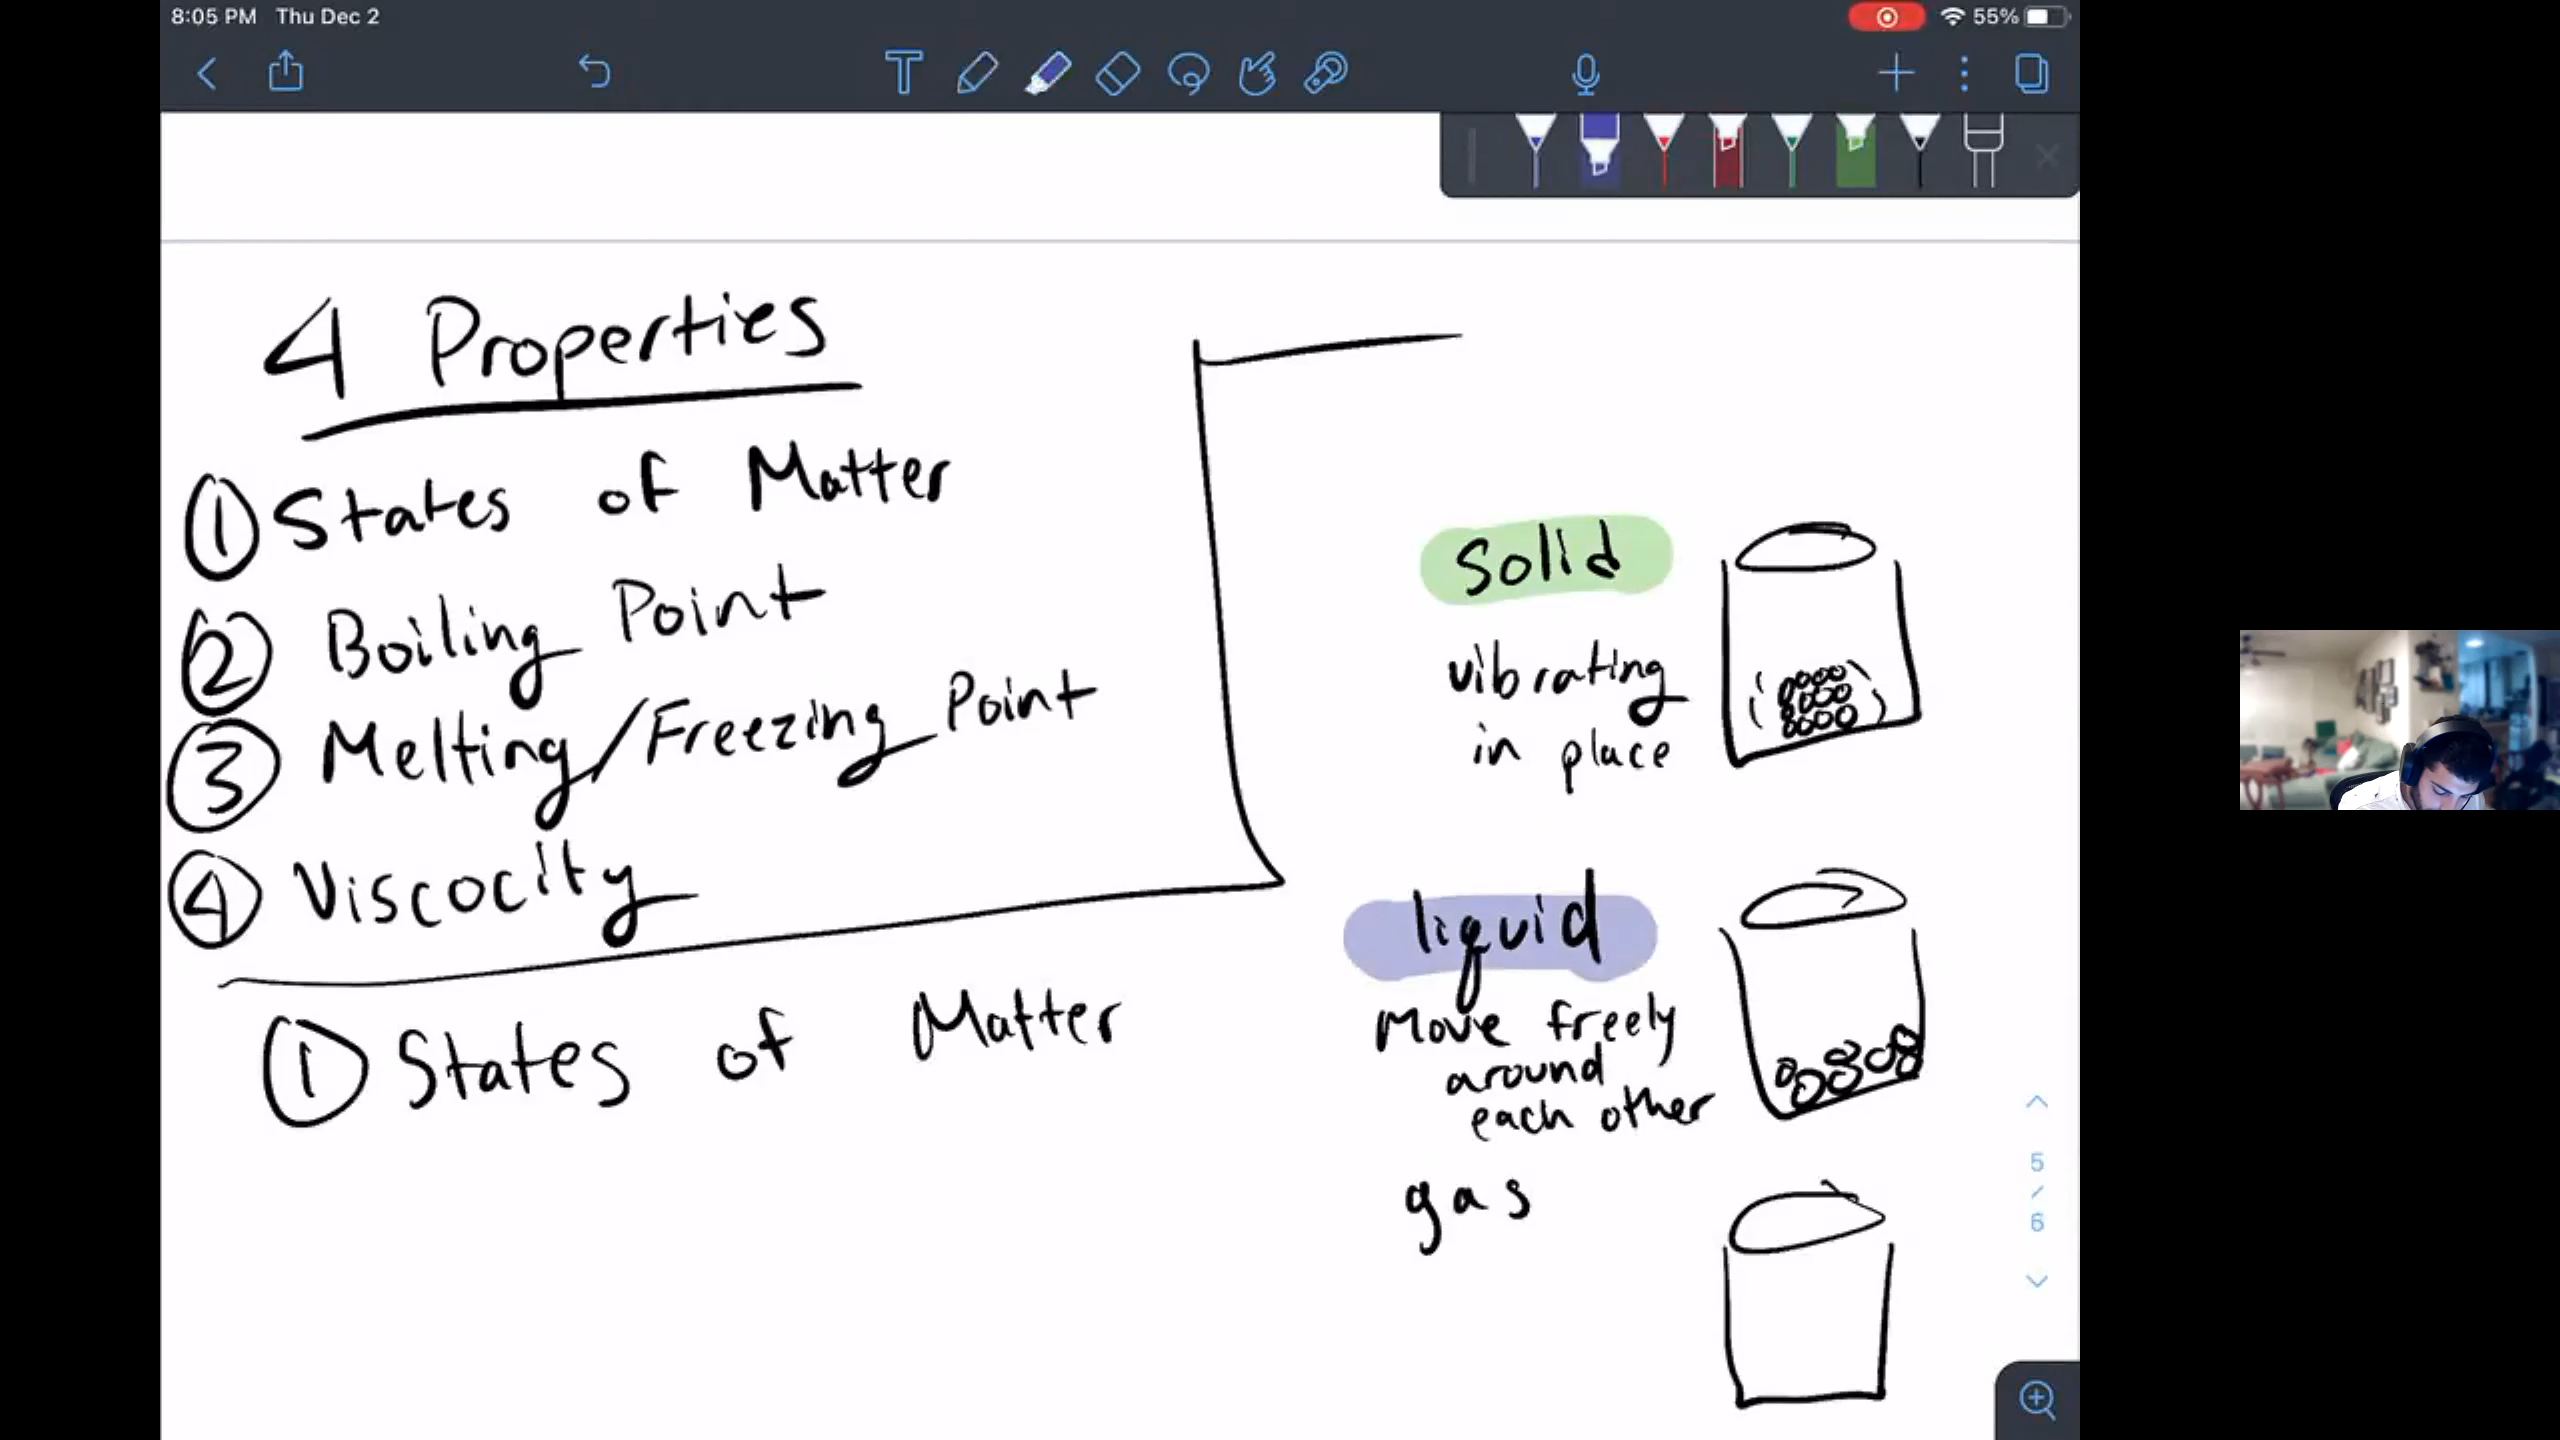 8:05 PM Thu Dec 2
55%
4 Properties
1 States of Matter
2 Boiling Point
3 Melting/Freezing Point
4 Viscocity
1 States of Matter
solid
vibrating
in place
liquid
Move freely
around
each other
gas
5
/
6